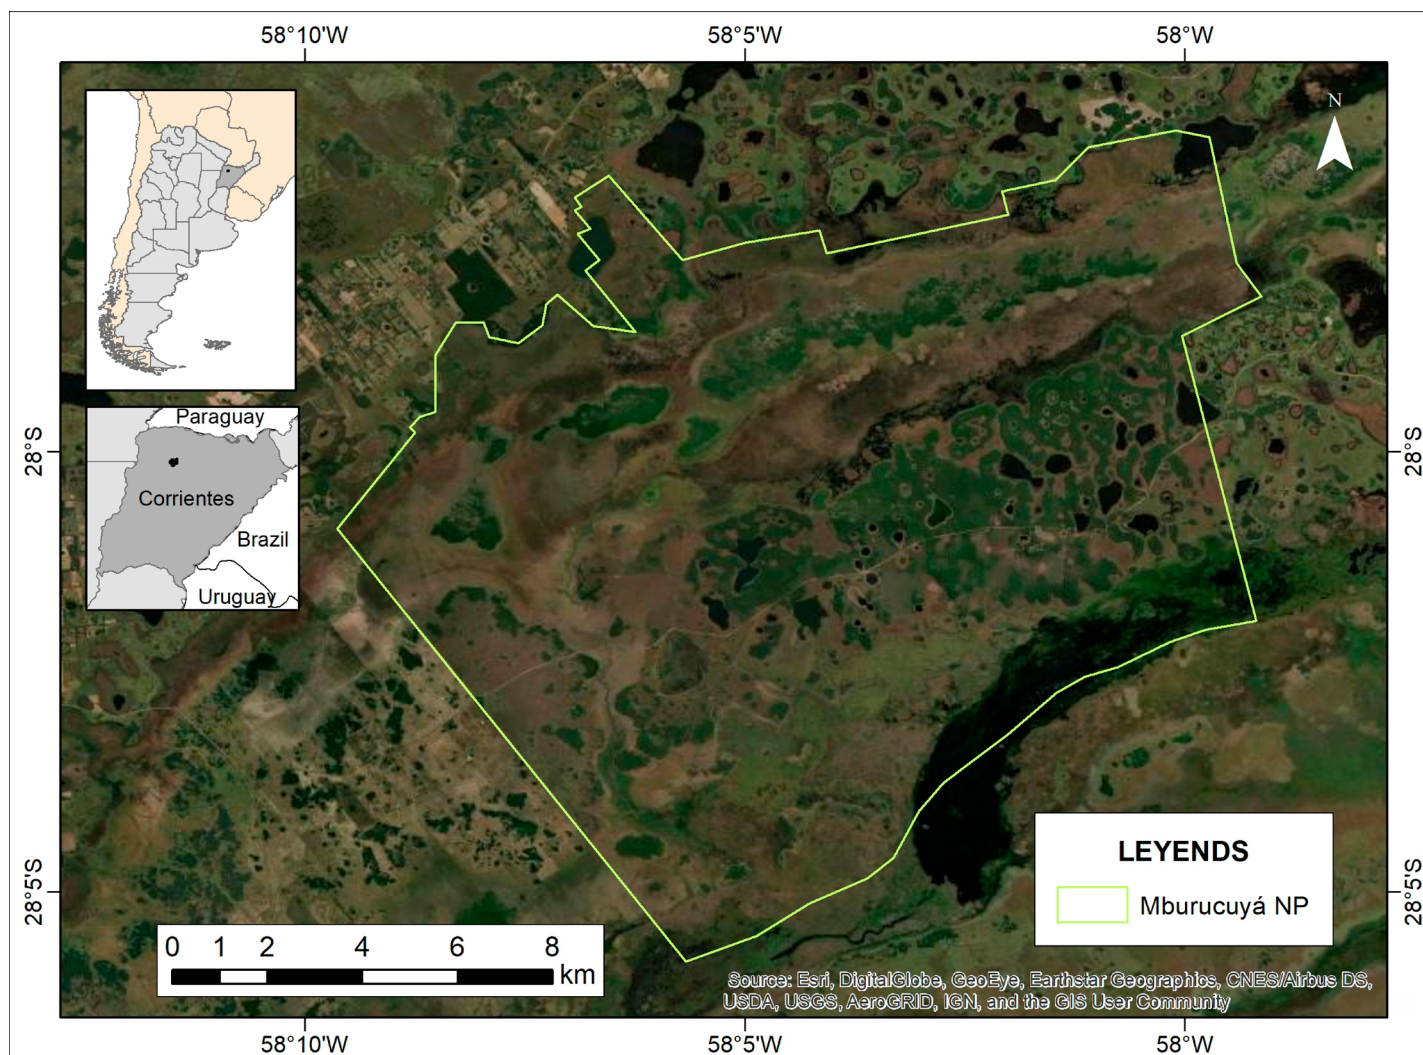 58°10'W 58°5'W 58°W
N
Paraguay
Corrientes
Brazil
Uruguay
28°S 28°S
28°5'S 28°5'S
LEYENDS
Mburucuyá NP
0 1 2 4 6 8
km
Source: Esri, DigitalGlobe, GeoEye, Earthstar Geographics, CNES/Airbus DS,
USDA, USGS, AeroGRID, IGN, and the GIS User Community
58°10'W 58°5'W 58°W